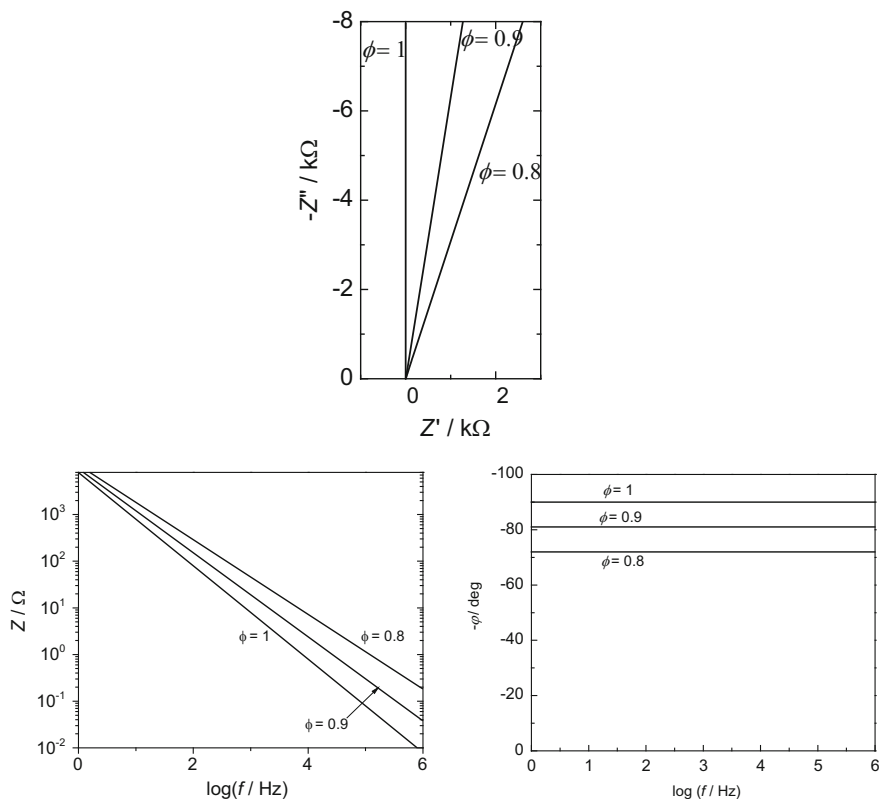 -8
-6
-4
-2
0
-Z" / kΩ
ϕ= 1
ϕ= 0.9
ϕ= 0.8
0 2
Z' / kΩ
10³
10²
10¹
10⁰
10⁻¹
10⁻²
Z / Ω
ϕ = 0.8
ϕ = 1
ϕ = 0.9
0 2 4 6
log(f / Hz)
-100
-80
-60
-40
-20
0
-φ/ deg
ϕ = 1
ϕ = 0.9
ϕ = 0.8
0 1 2 3 4 5 6
log (f / Hz)